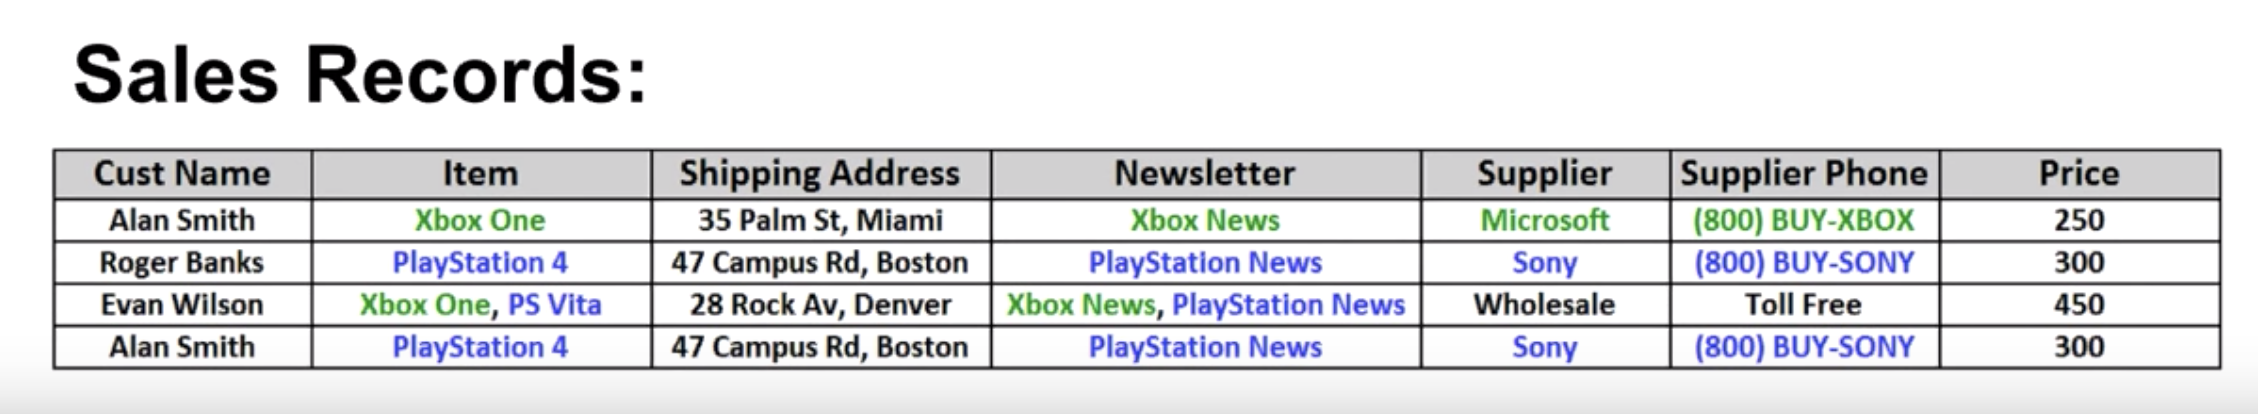 Sales Records:
Cust Name Item Shipping Address Newsletter Supplier Supplier Phone Price
Alan Smith Xbox One 35 Palm St, Miami Xbox News Microsoft (800) BUY-XBOX 250
Roger Banks PlayStation 4 47 Campus Rd, Boston PlayStation News Sony (800) BUY-SONY 300
Evan Wilson Xbox One, PS Vita 28 Rock Av, Denver Xbox News, PlayStation News Wholesale Toll Free 450
Alan Smith PlayStation 4 47 Campus Rd, Boston PlayStation News Sony (800) BUY-SONY 300